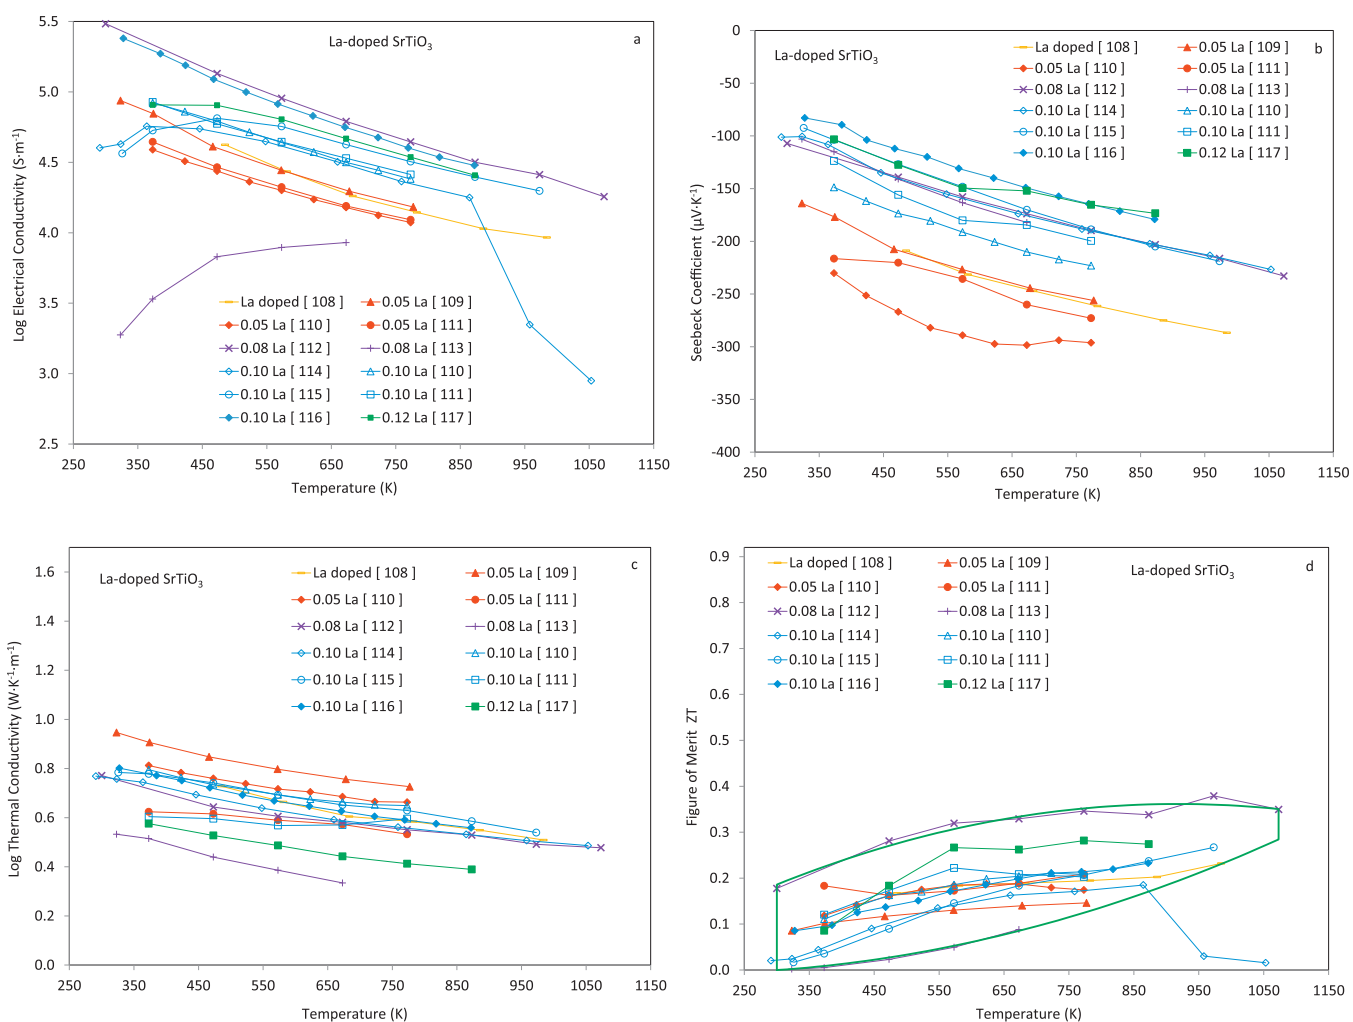 La-doped SrTiO3
a
5.5
5.0
4.5
4.0
3.5
3.0
2.5
Log Electrical Conductivity (S·m-1)
La doped [ 108 ]
0.05 La [ 109 ]
0.05 La [ 110 ]
0.05 La [ 111 ]
0.08 La [ 112 ]
0.08 La [ 113 ]
0.10 La [ 114 ]
0.10 La [ 110 ]
0.10 La [ 115 ]
0.10 La [ 111 ]
0.10 La [ 116 ]
0.12 La [ 117 ]
250 350 450 550 650 750 850 950 1050 1150
Temperature (K)
La-doped SrTiO3
b
0
-50
-100
-150
-200
-250
-300
-350
-400
Seebeck Coefficient (μV·K-1)
La doped [ 108 ]
0.05 La [ 109 ]
0.05 La [ 110 ]
0.05 La [ 111 ]
0.08 La [ 112 ]
0.08 La [ 113 ]
0.10 La [ 114 ]
0.10 La [ 110 ]
0.10 La [ 115 ]
0.10 La [ 111 ]
0.10 La [ 116 ]
0.12 La [ 117 ]
250 350 450 550 650 750 850 950 1050 1150
Temperature (K)
La-doped SrTiO3
c
1.6
1.4
1.2
1.0
0.8
0.6
0.4
0.2
0.0
Log Thermal Conductivity (W·K-1·m-1)
La doped [ 108 ]
0.05 La [ 109 ]
0.05 La [ 110 ]
0.05 La [ 111 ]
0.08 La [ 112 ]
0.08 La [ 113 ]
0.10 La [ 114 ]
0.10 La [ 110 ]
0.10 La [ 115 ]
0.10 La [ 111 ]
0.10 La [ 116 ]
0.12 La [ 117 ]
250 350 450 550 650 750 850 950 1050 1150
Temperature (K)
La-doped SrTiO3
d
0.9
0.8
0.7
0.6
0.5
0.4
0.3
0.2
0.1
0.0
Figure of Merit ZT
La doped [ 108 ]
0.05 La [ 109 ]
0.05 La [ 110 ]
0.05 La [ 111 ]
0.08 La [ 112 ]
0.08 La [ 113 ]
0.10 La [ 114 ]
0.10 La [ 110 ]
0.10 La [ 115 ]
0.10 La [ 111 ]
0.10 La [ 116 ]
0.12 La [ 117 ]
250 350 450 550 650 750 850 950 1050 1150
Temperature (K)